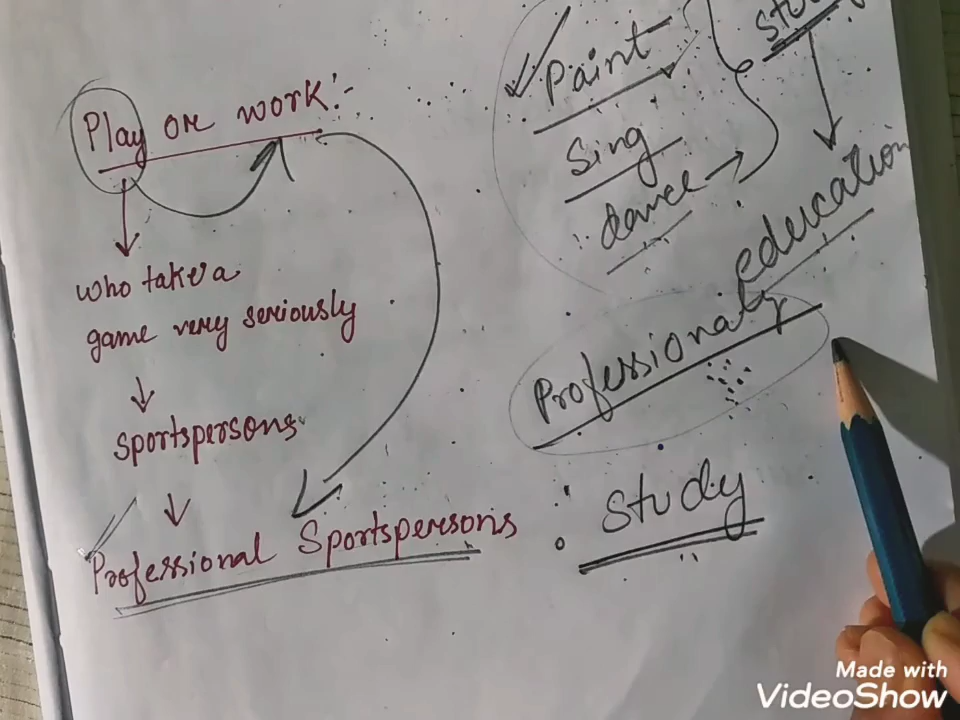 Play or work:-
who take a
game very seriously
sportspersons
Professional Sportspersons
Paint
Sing
dance
education
Professionaly
Study
Made with
VideoShow